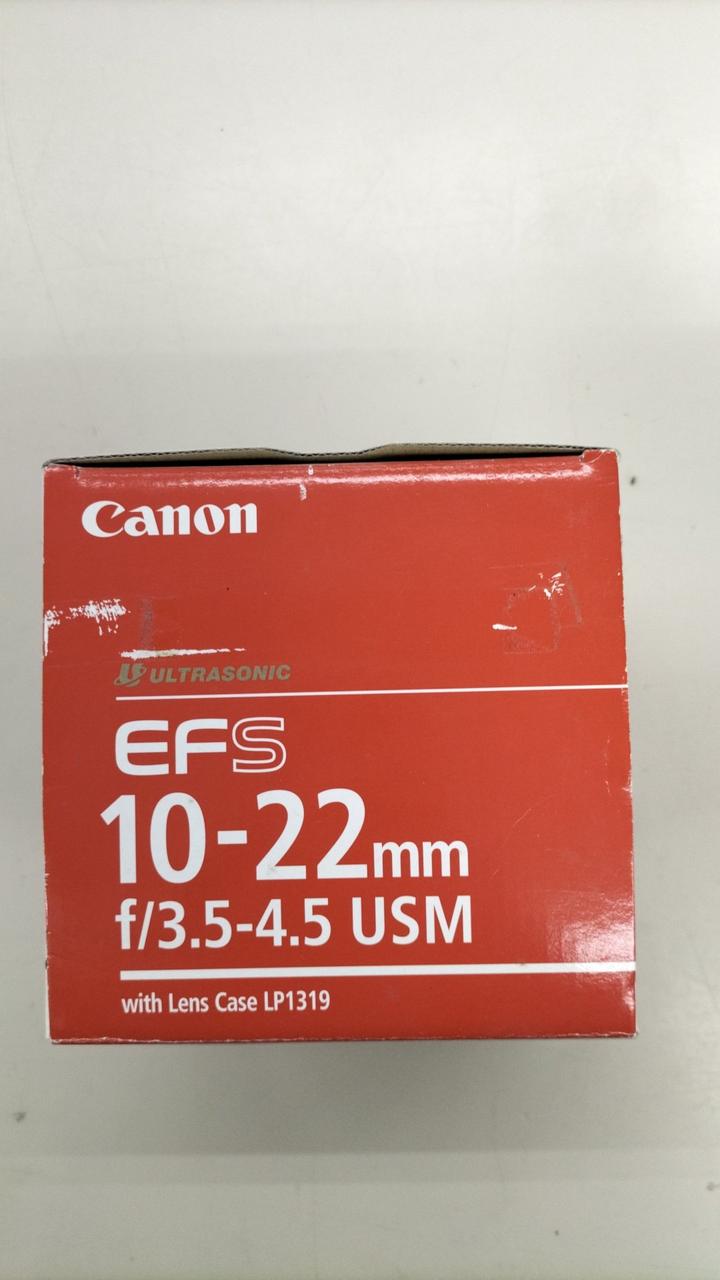 Canon
ULTRASONIC
EFS
10-22mm
f/3.5-4.5 USM
with Lens Case LP1319